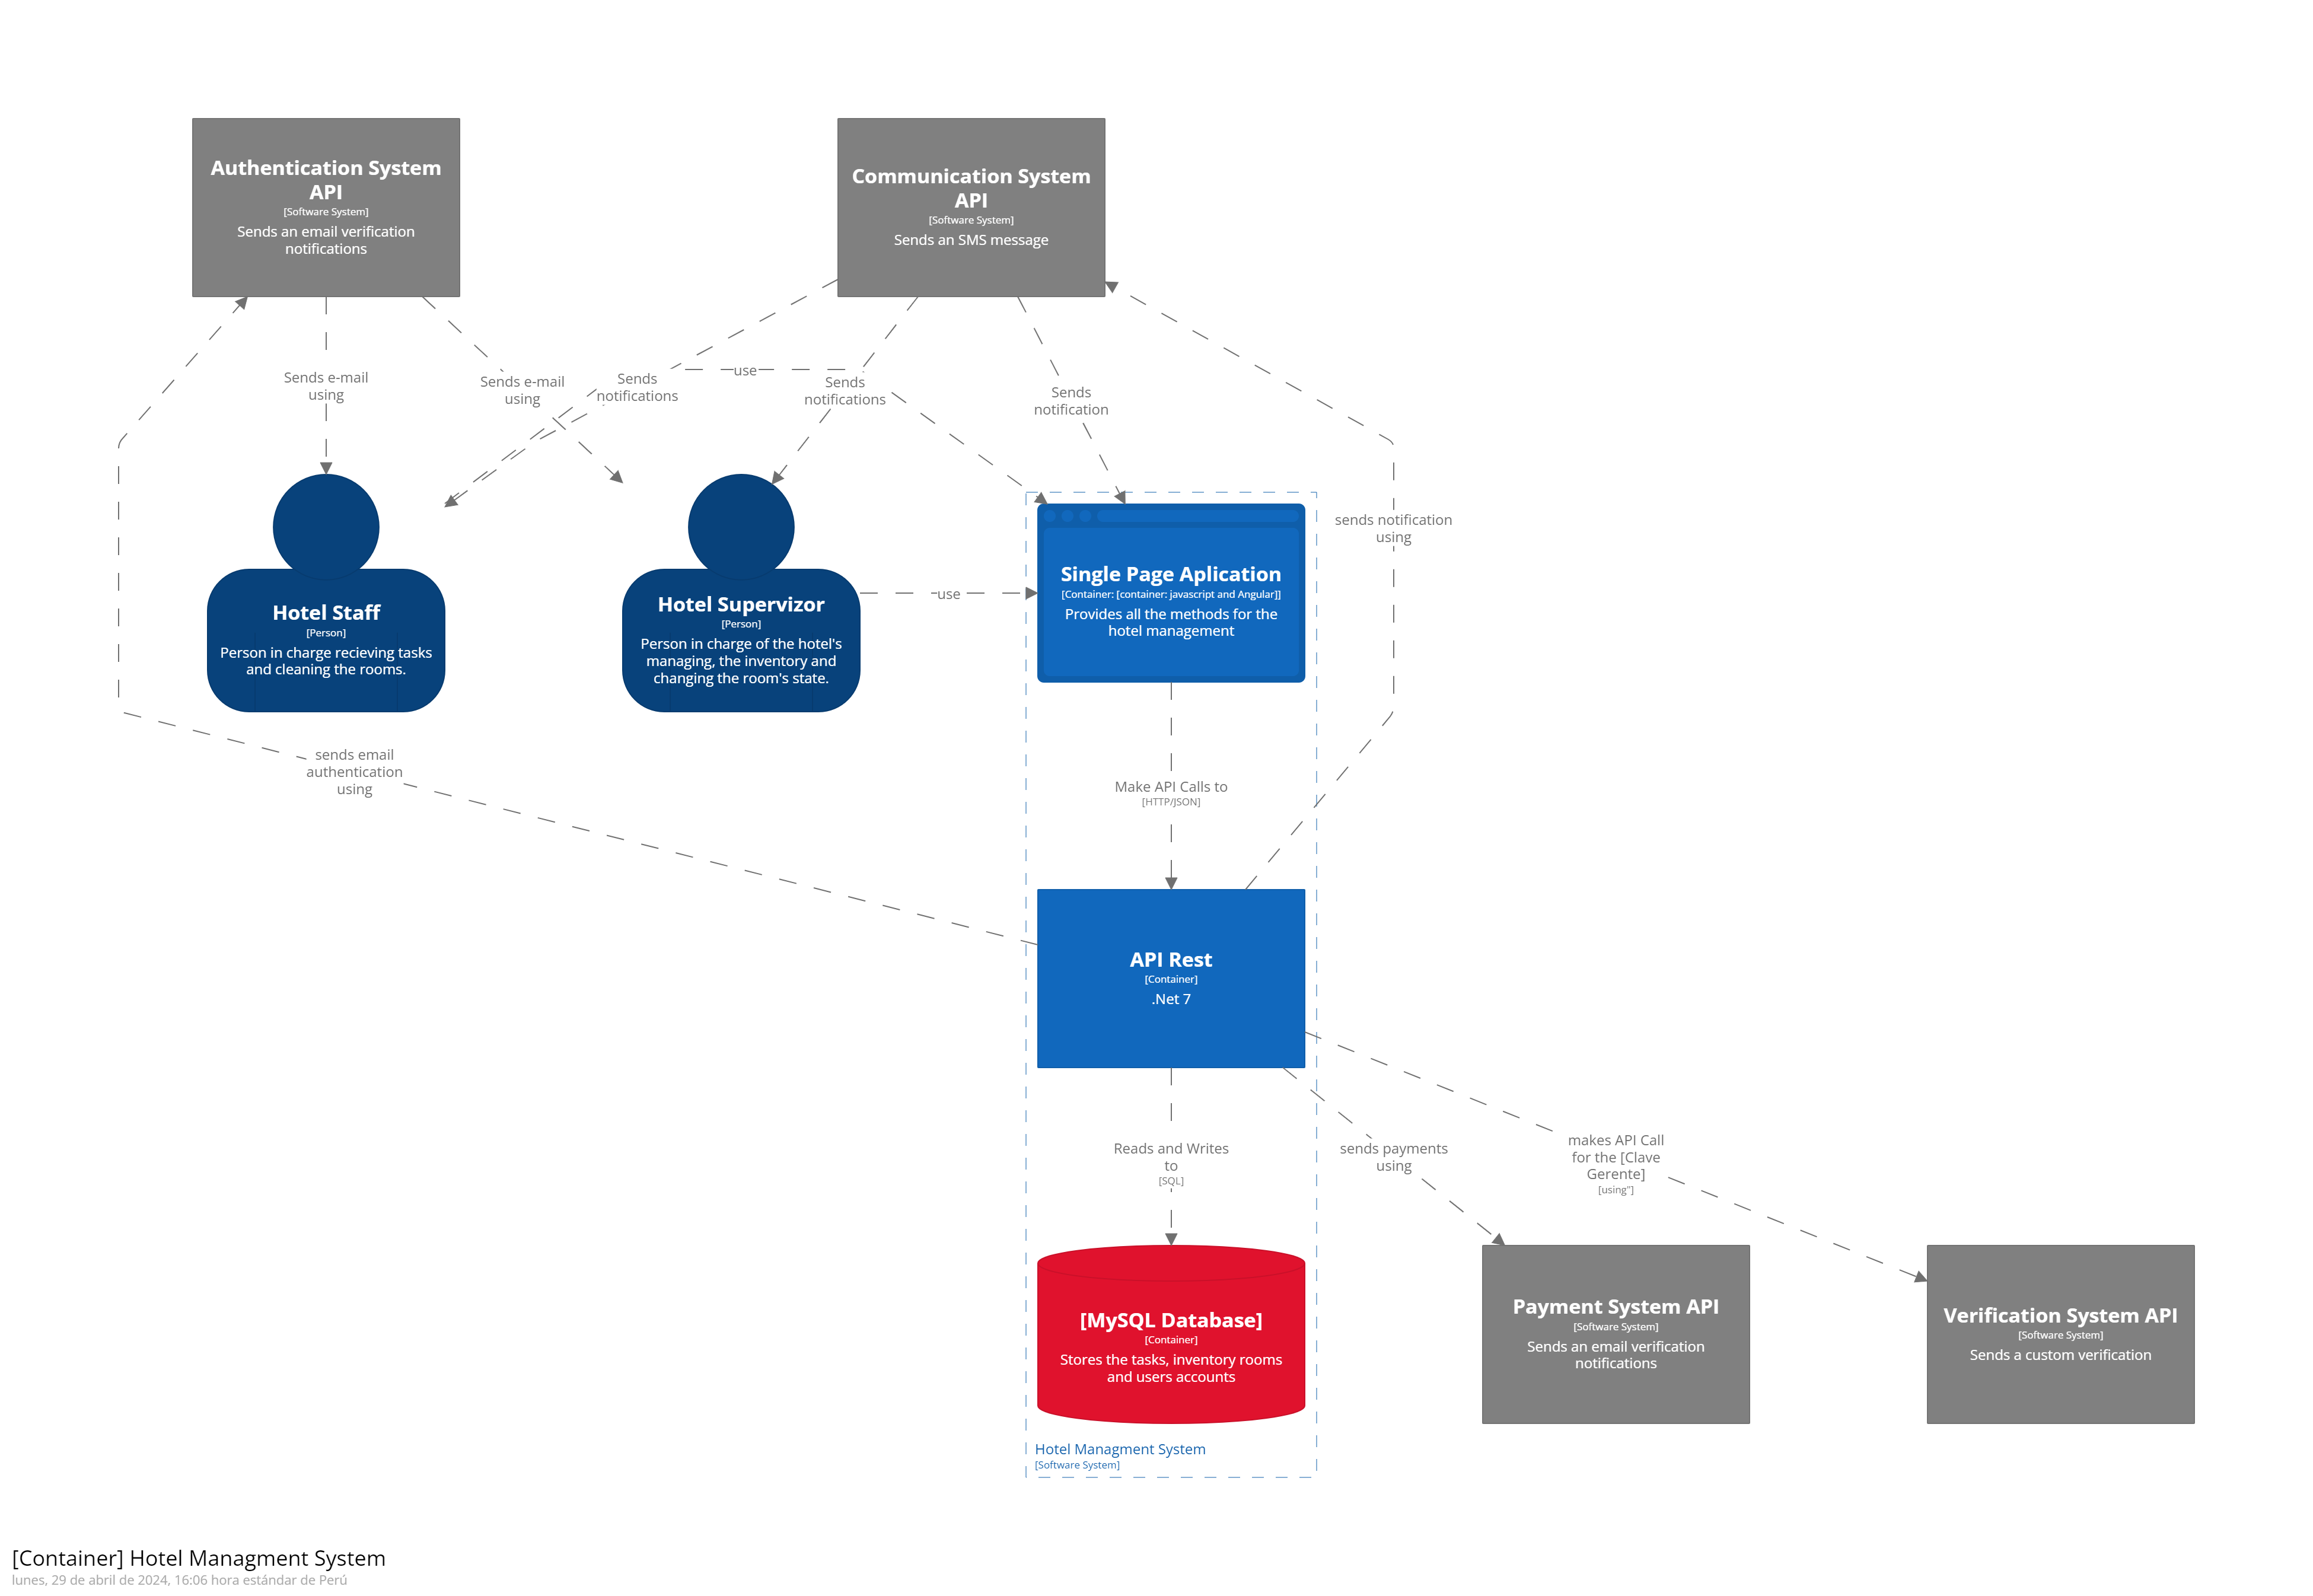 Authentication System
API
[Software System]
Sends an email verification
notifications
Communication System
API
[Software System]
Sends an SMS message
Sends e-mail
using
Sends e-mail
using
Sends
notifications
use
Sends
notifications
Sends
notification
sends notification
using
Hotel Staff
[Person]
Person in charge recieving tasks
and cleaning the rooms.
Hotel Supervizor
[Person]
Person in charge of the hotel's
managing, the inventory and
changing the room's state.
use
Single Page Aplication
[Container: [container: javascript and Angular]]
Provides all the methods for the
hotel management
sends email
authentication
using
Make API Calls to
[HTTP/JSON]
API Rest
[Container]
.Net 7
Reads and Writes
to
[SQL]
sends payments
using
makes API Call
for the [Clave
Gerente]
[using"]
[MySQL Database]
[Container]
Stores the tasks, inventory rooms
and users accounts
Payment System API
[Software System]
Sends an email verification
notifications
Verification System API
[Software System]
Sends a custom verification
Hotel Managment System
[Software System]
[Container] Hotel Managment System
lunes, 29 de abril de 2024, 16:06 hora estándar de Perú